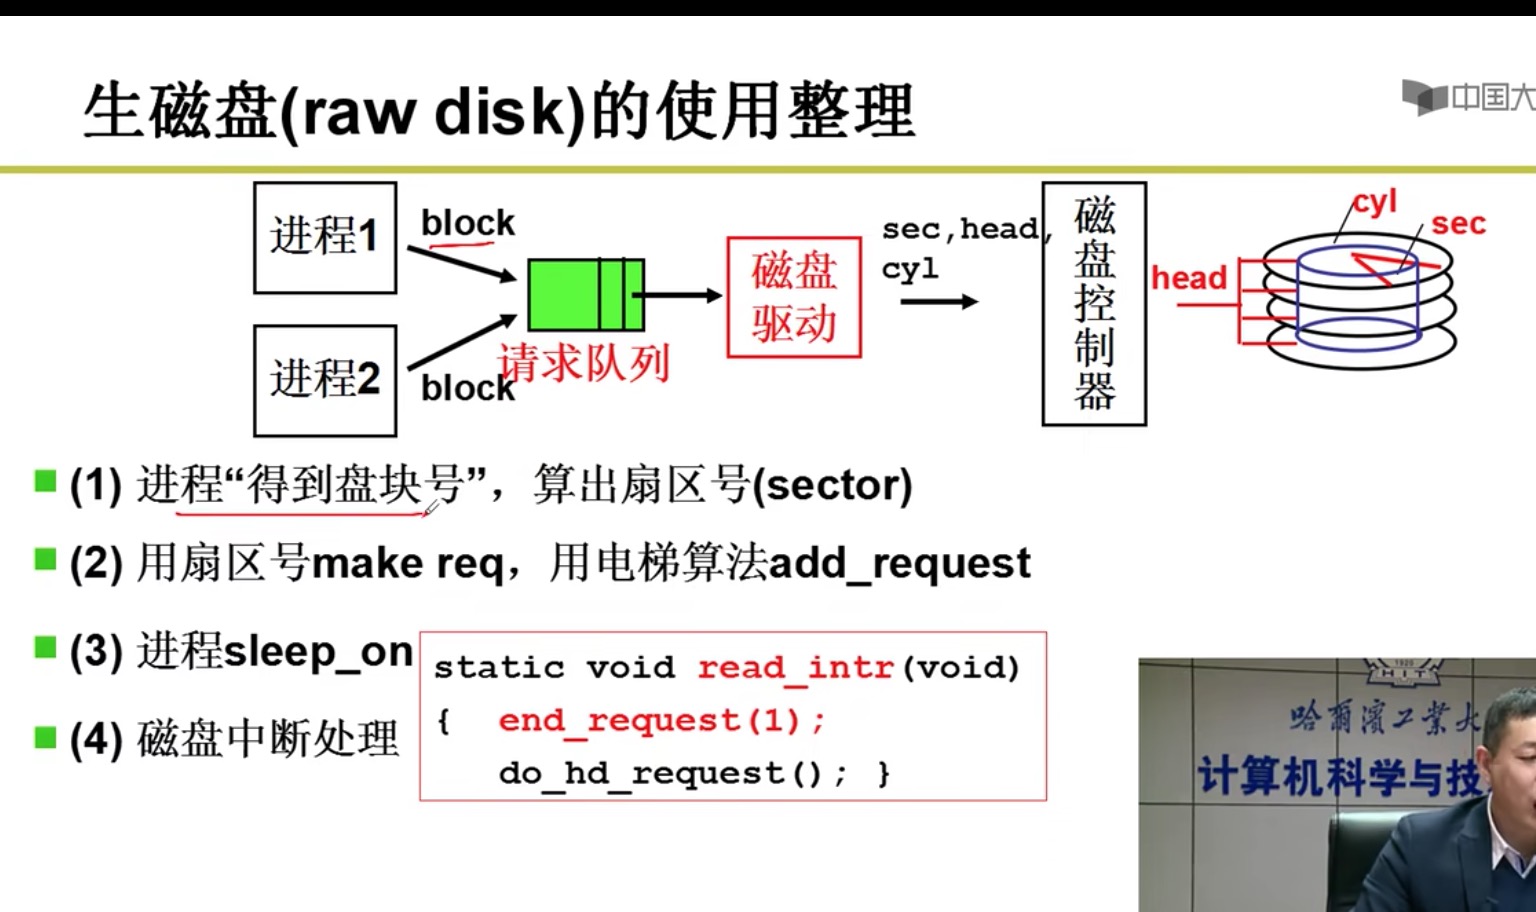 生磁盘(raw disk)的使用整理
中国大
进程1
block
进程2
block
请求队列
磁盘
驱动
sec,head,
cyl
磁盘控制器
head
cyl
sec
(1) 进程“得到盘块号”，算出扇区号(sector)
(2) 用扇区号make req，用电梯算法add_request
(3) 进程sleep_on
(4) 磁盘中断处理
static void read_intr(void)
{ end_request(1);
do_hd_request(); }
1920
HIT
哈爾濱工業大
计算机科学与技